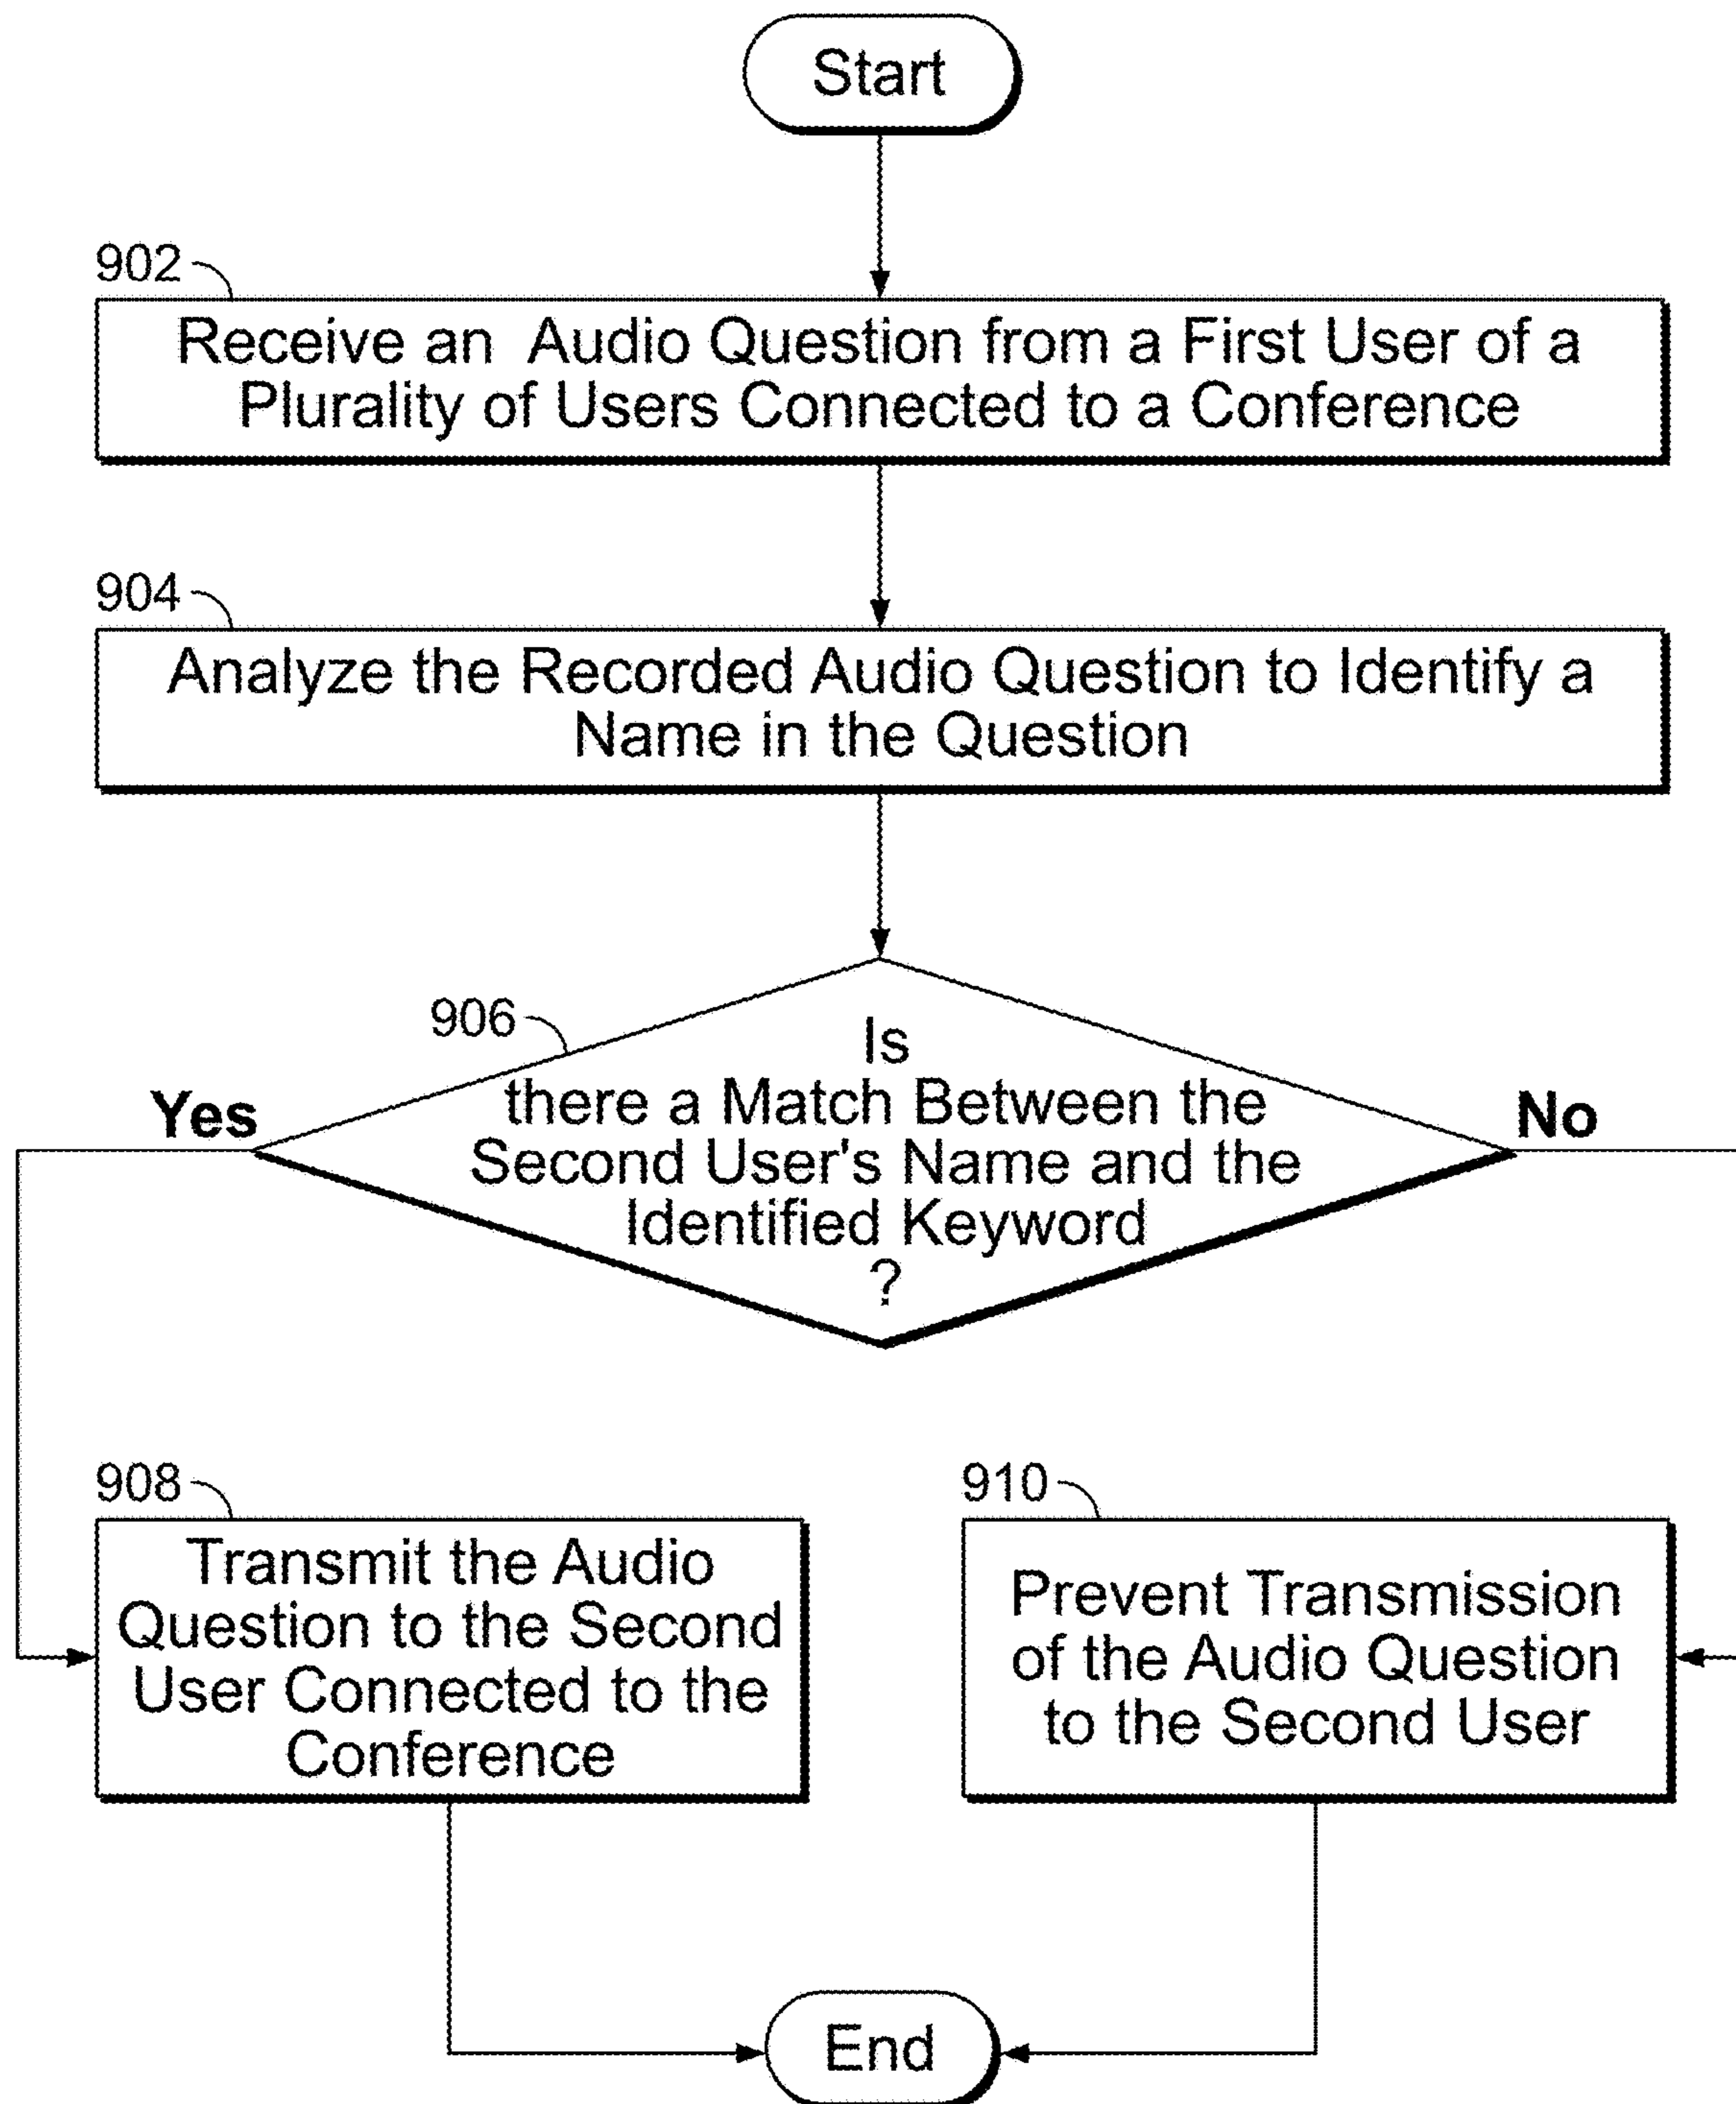 Start
902
Receive an Audio Question from a First User of a
Plurality of Users Connected to a Conference
904
Analyze the Recorded Audio Question to Identify a
Name in the Question
906
Is
there a Match Between the
Second User's Name and the
Identified Keyword
?
Yes
No
908
Transmit the Audio
Question to the Second
User Connected to the
Conference
910
Prevent Transmission
of the Audio Question
to the Second User
End